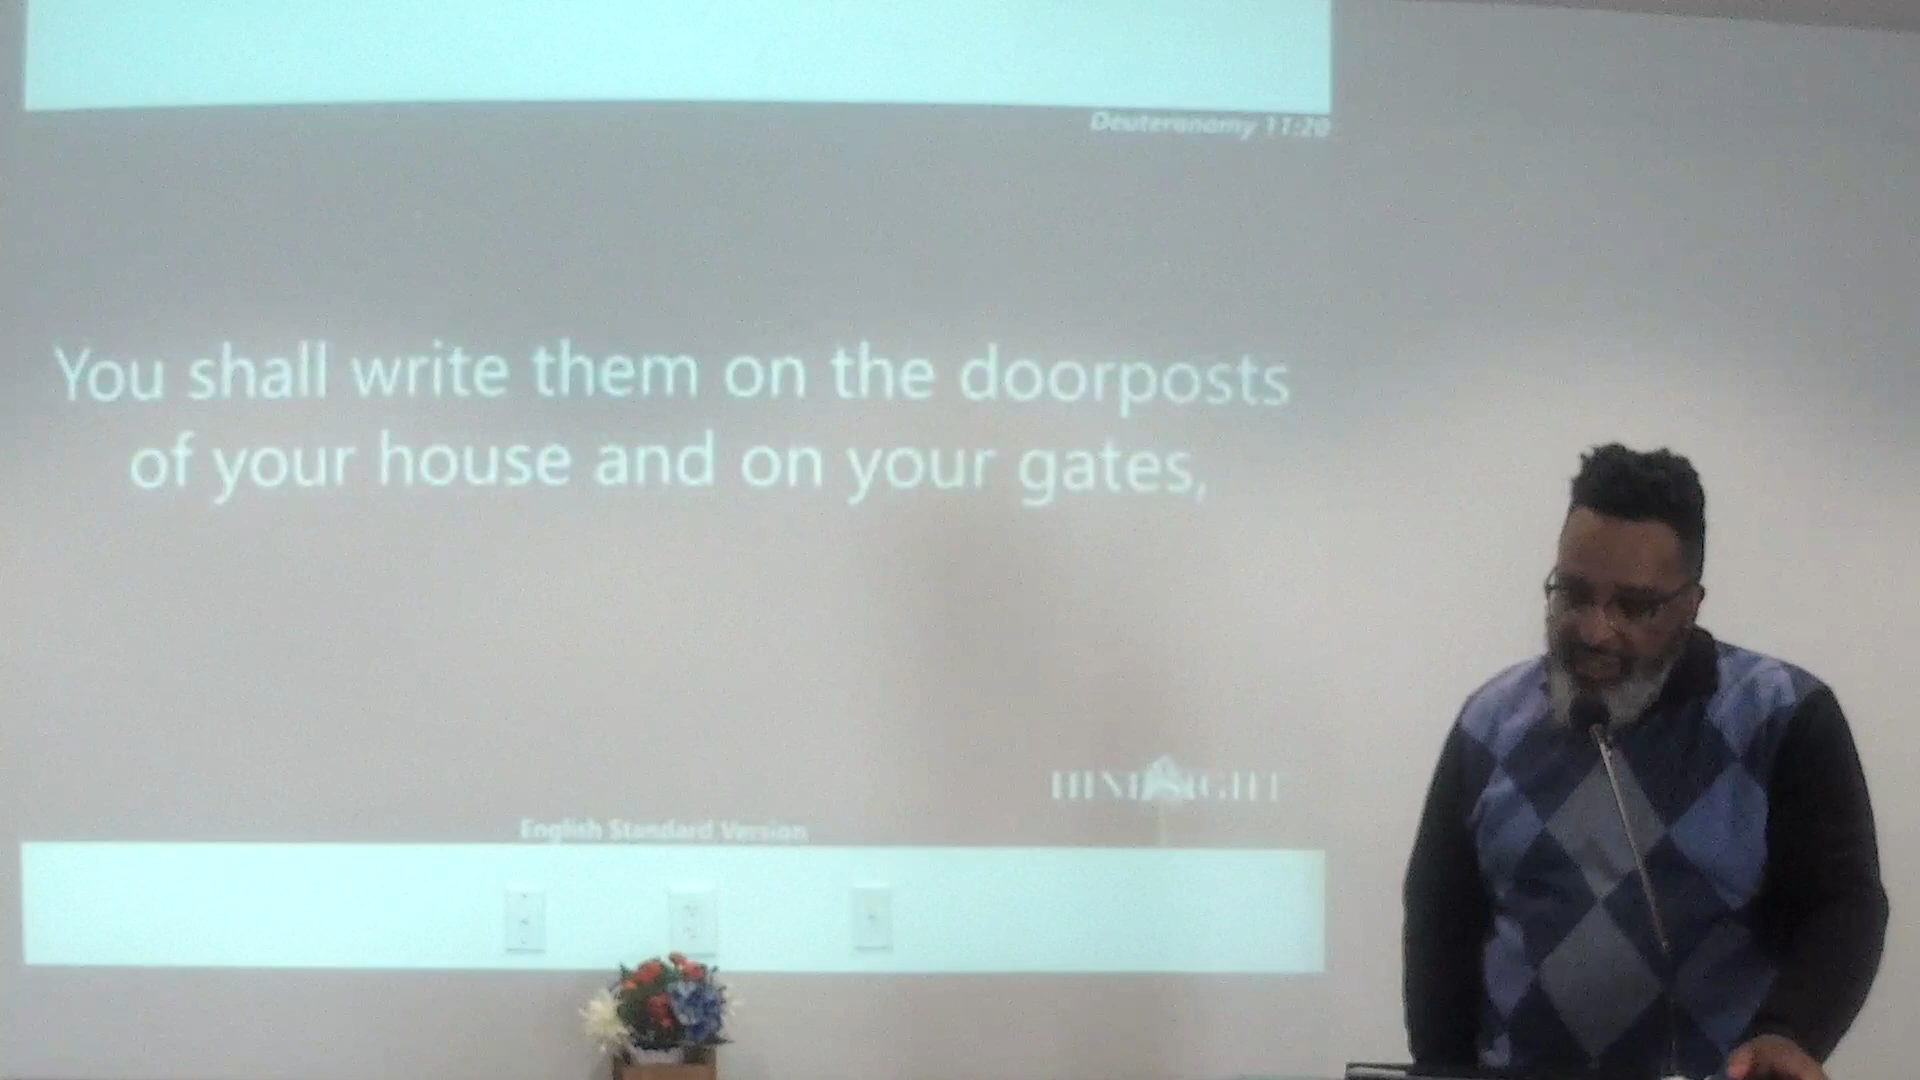 Deuteronomy 11:20
You shall write them on the doorposts
of your house and on your gates,
English Standard Version